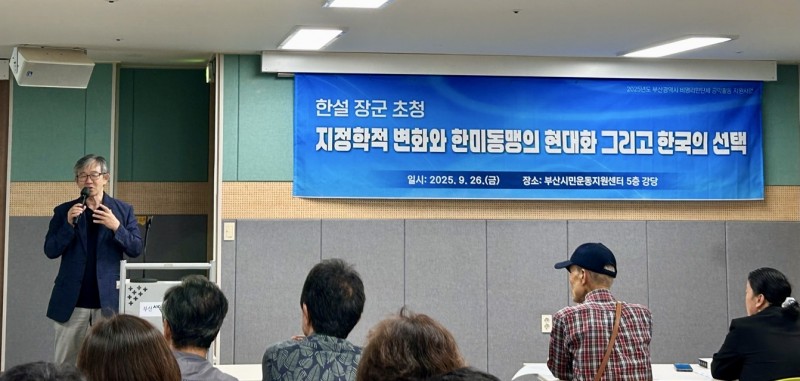 2025년도 부산광역시 비영리민간단체 공익활동 지원사업
한설 장군 초청
지정학적 변화와 한미동맹의 현대화 그리고 한국의 선택
일시: 2025. 9. 26.(금) 장소: 부산시민운동지원센터 5층 강당
부산